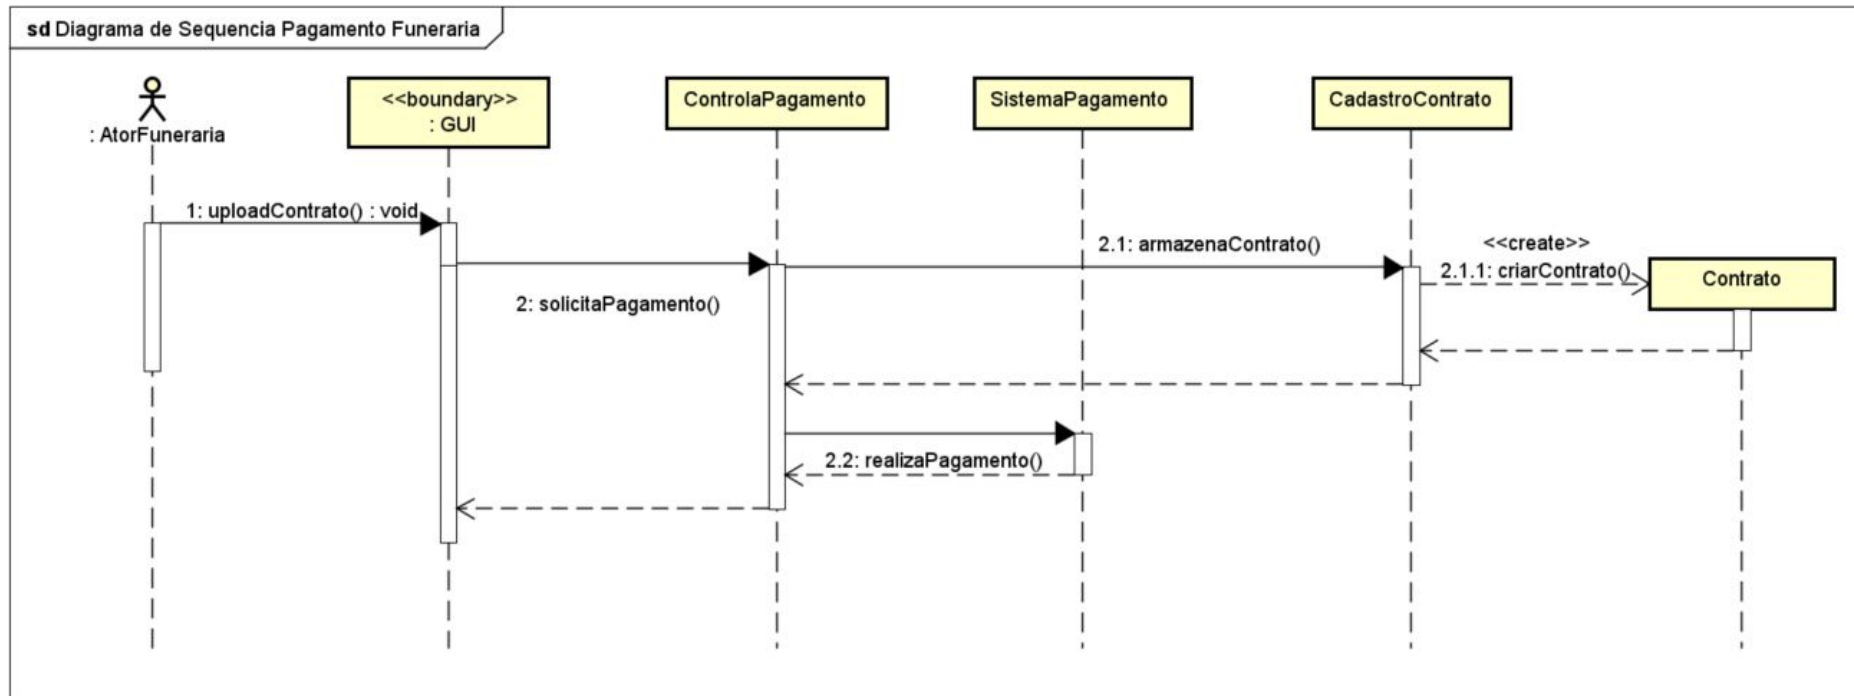 sd Diagrama de Sequencia Pagamento Funeraria
: AtorFuneraria
<<boundary>>
: GUI
ControlaPagamento
SistemaPagamento
CadastroContrato
1: uploadContrato() : void
2: solicitaPagamento()
2.1: armazenaContrato()
<<create>>
2.1.1: criarContrato()
Contrato
2.2: realizaPagamento()